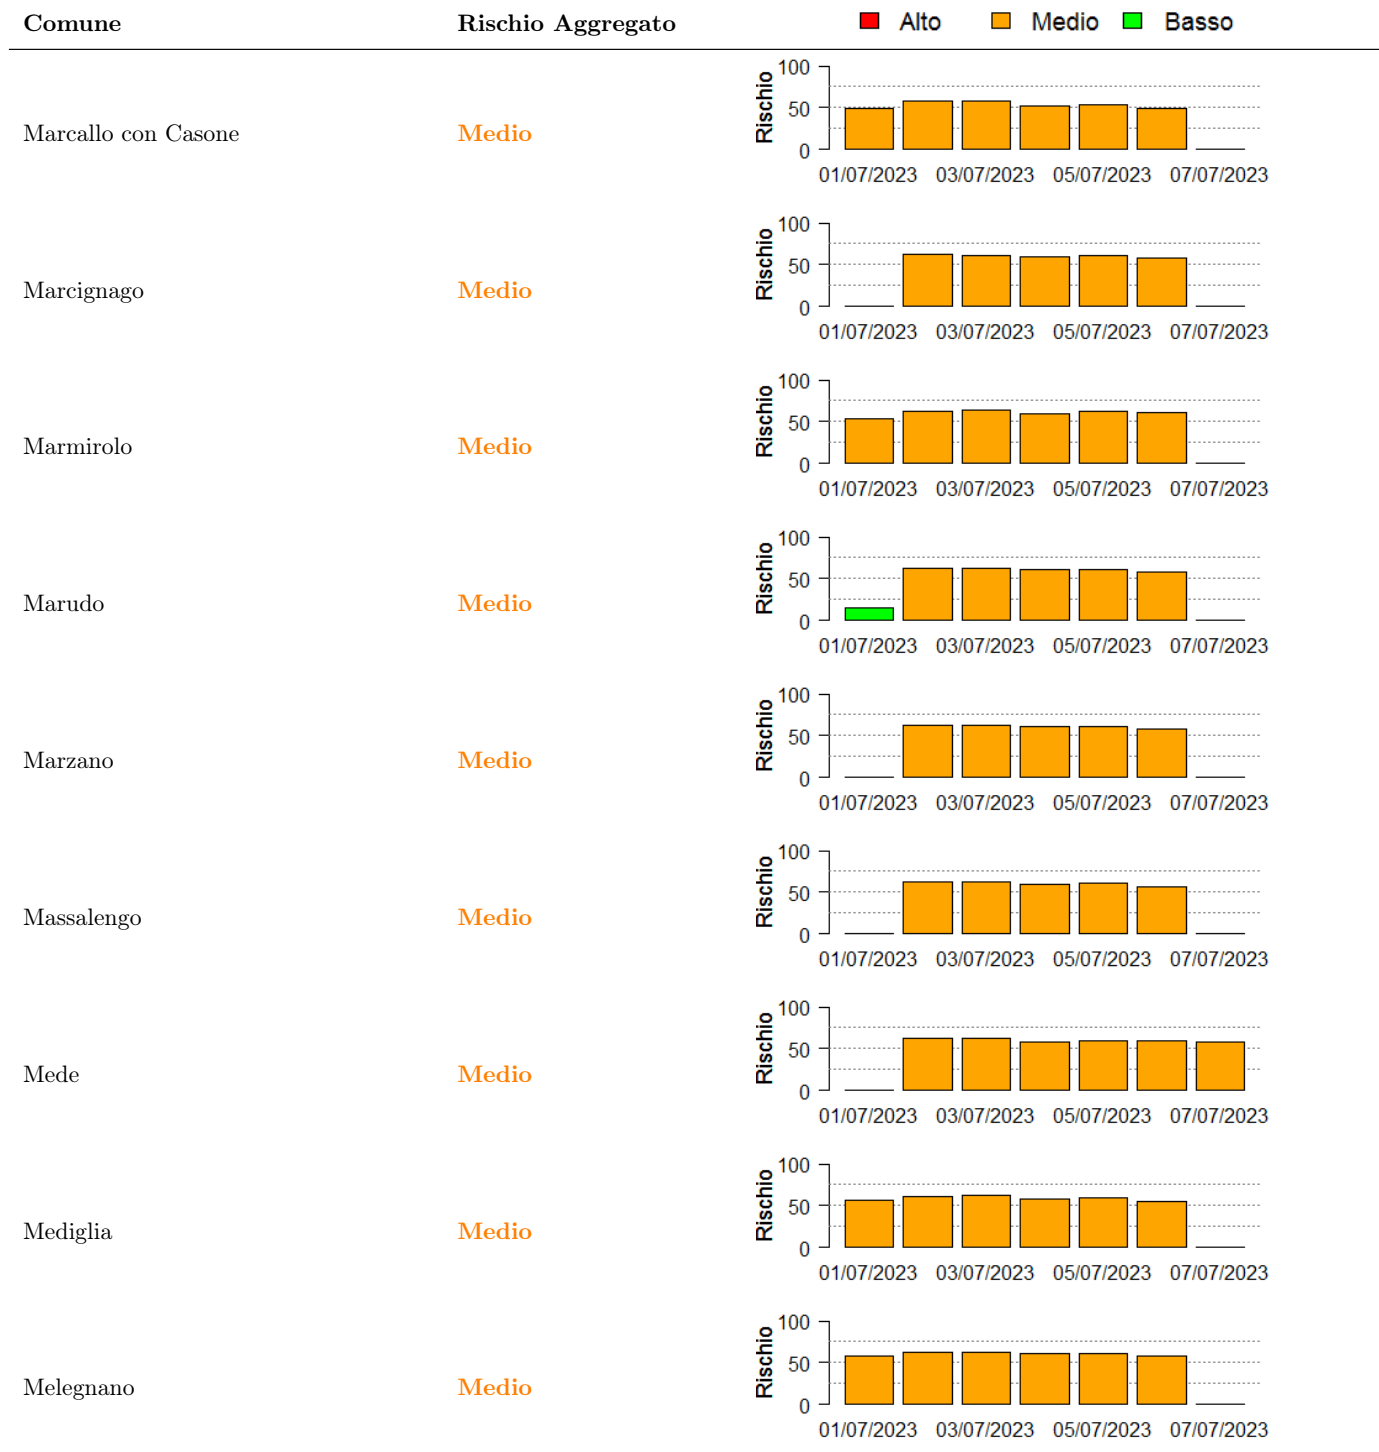 Comune Rischio Aggregato Alto Medio Basso
Marcallo con Casone Medio Rischio 100 50 0
01/07/2023 03/07/2023 05/07/2023 07/07/2023
Marcignago Medio Rischio 100 50 0
01/07/2023 03/07/2023 05/07/2023 07/07/2023
Marmirolo Medio Rischio 100 50 0
01/07/2023 03/07/2023 05/07/2023 07/07/2023
Marudo Medio Rischio 100 50 0
01/07/2023 03/07/2023 05/07/2023 07/07/2023
Marzano Medio Rischio 100 50 0
01/07/2023 03/07/2023 05/07/2023 07/07/2023
Massalengo Medio Rischio 100 50 0
01/07/2023 03/07/2023 05/07/2023 07/07/2023
Mede Medio Rischio 100 50 0
01/07/2023 03/07/2023 05/07/2023 07/07/2023
Mediglia Medio Rischio 100 50 0
01/07/2023 03/07/2023 05/07/2023 07/07/2023
Melegnano Medio Rischio 100 50 0
01/07/2023 03/07/2023 05/07/2023 07/07/2023